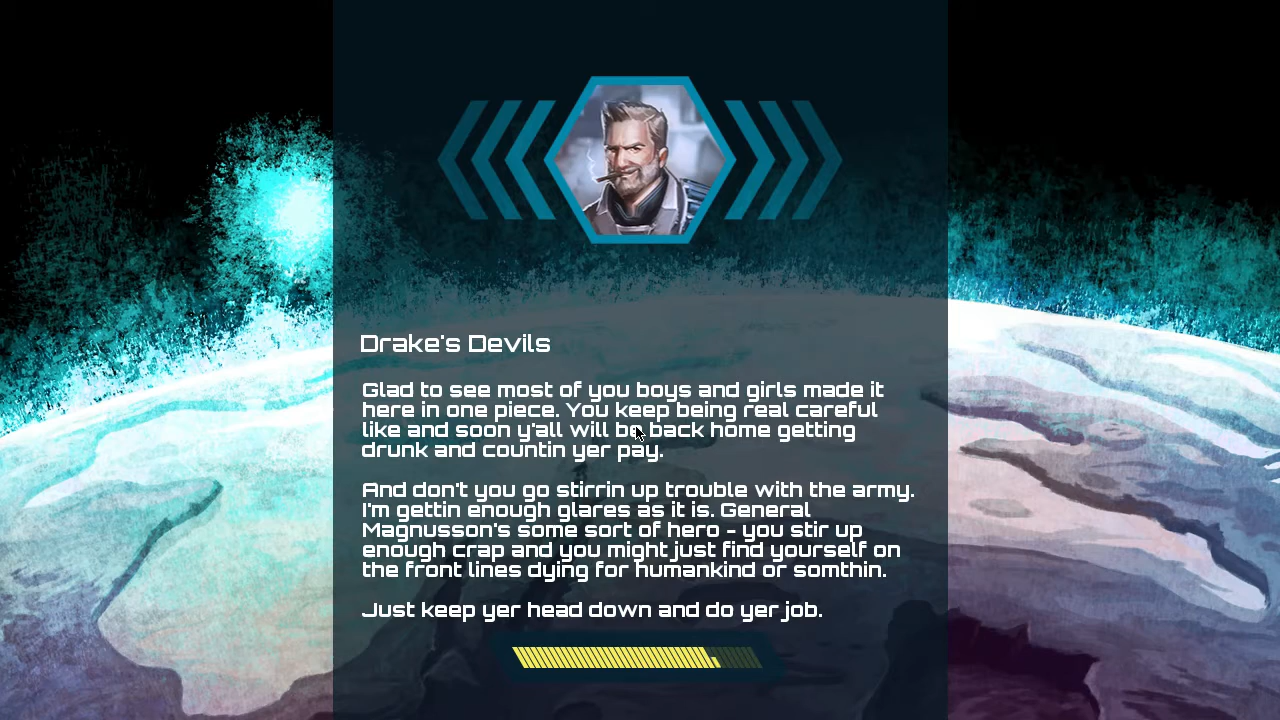 Drake's Devils
Glad to see most of you boys and girls made it
here in one piece. You keep being real careful
like and soon y'all will be back home getting
drunk and countin yer pay.
And don't you go stirrin up trouble with the army.
I'm gettin enough glares as it is. General
Magnusson's some sort of hero - you stir up
enough crap and you might just find yourself on
the front lines dying for humankind or somthin.
Just keep yer head down and do yer job.